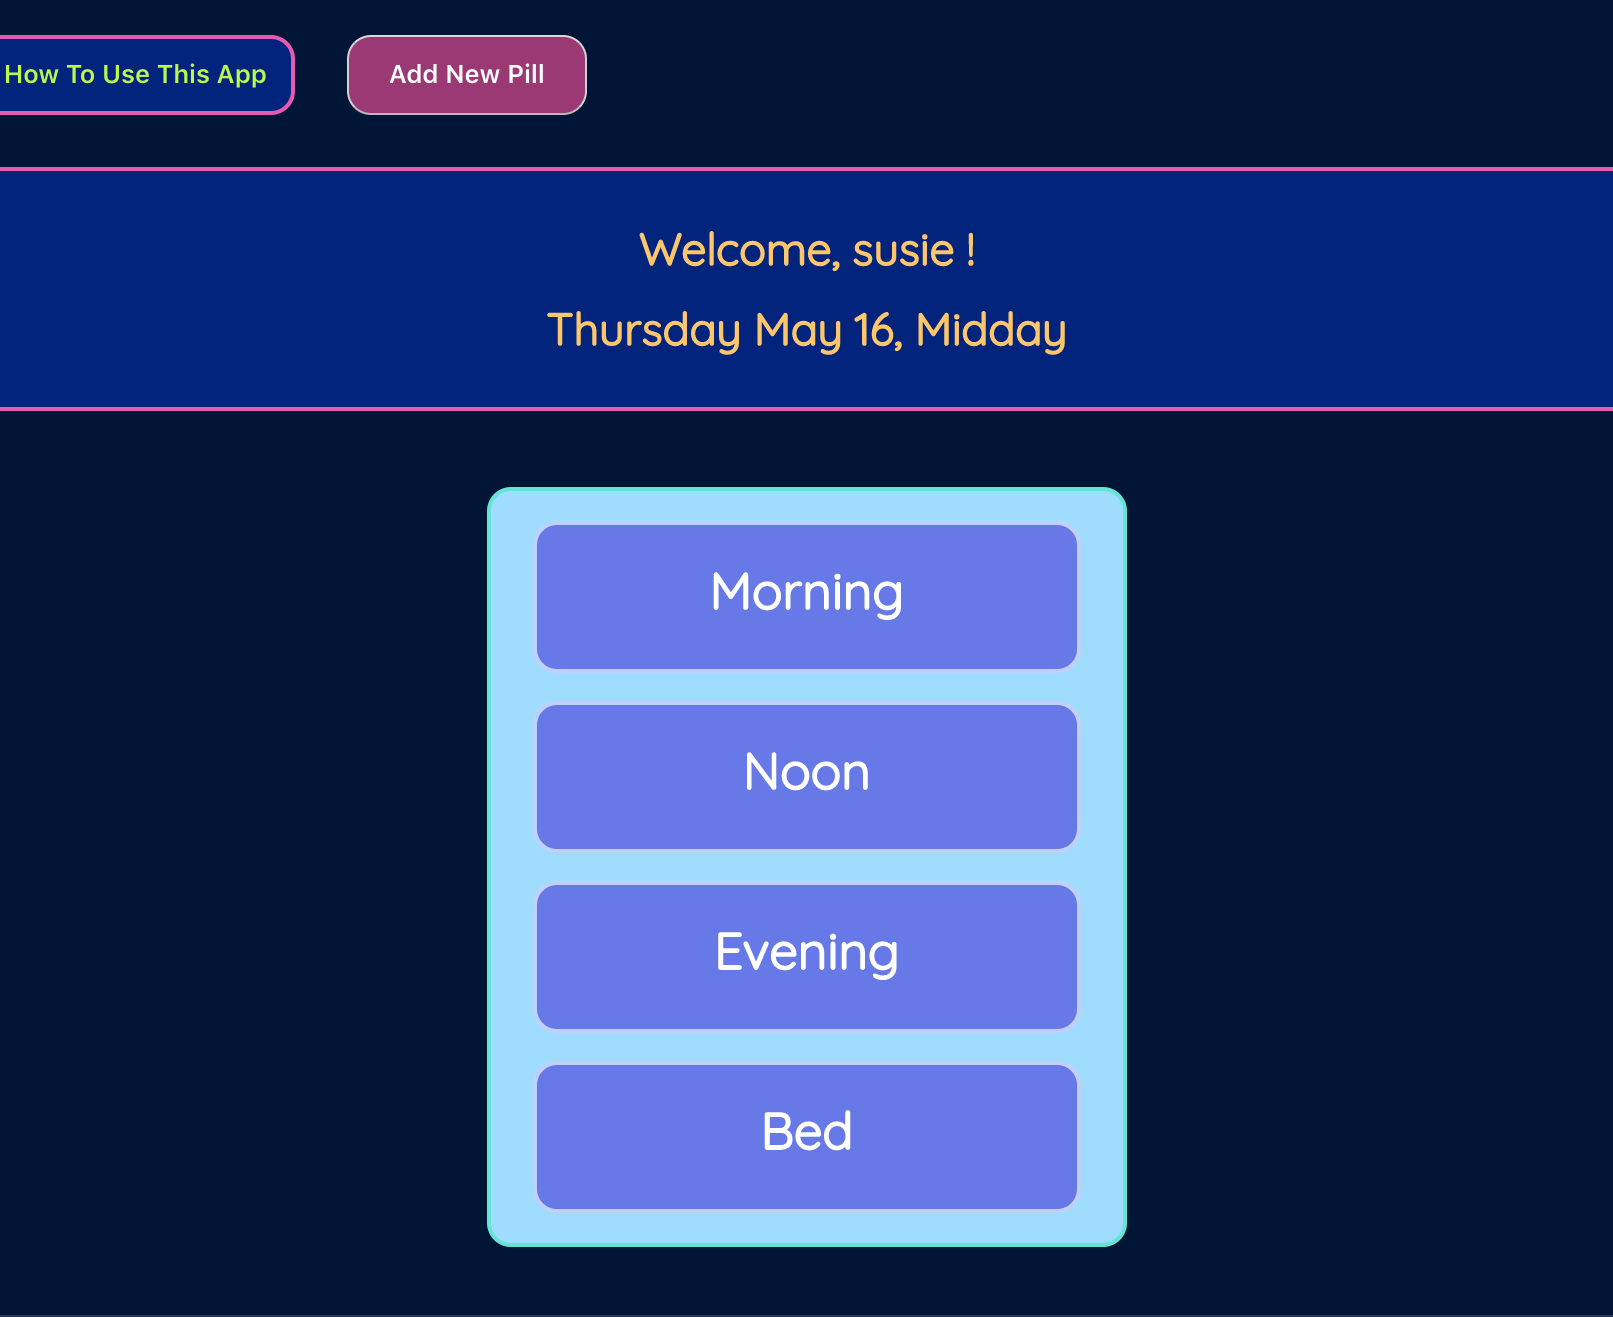 How To Use This App
Add New Pill
Welcome, susie !
Thursday May 16, Midday
Morning
Noon
Evening
Bed